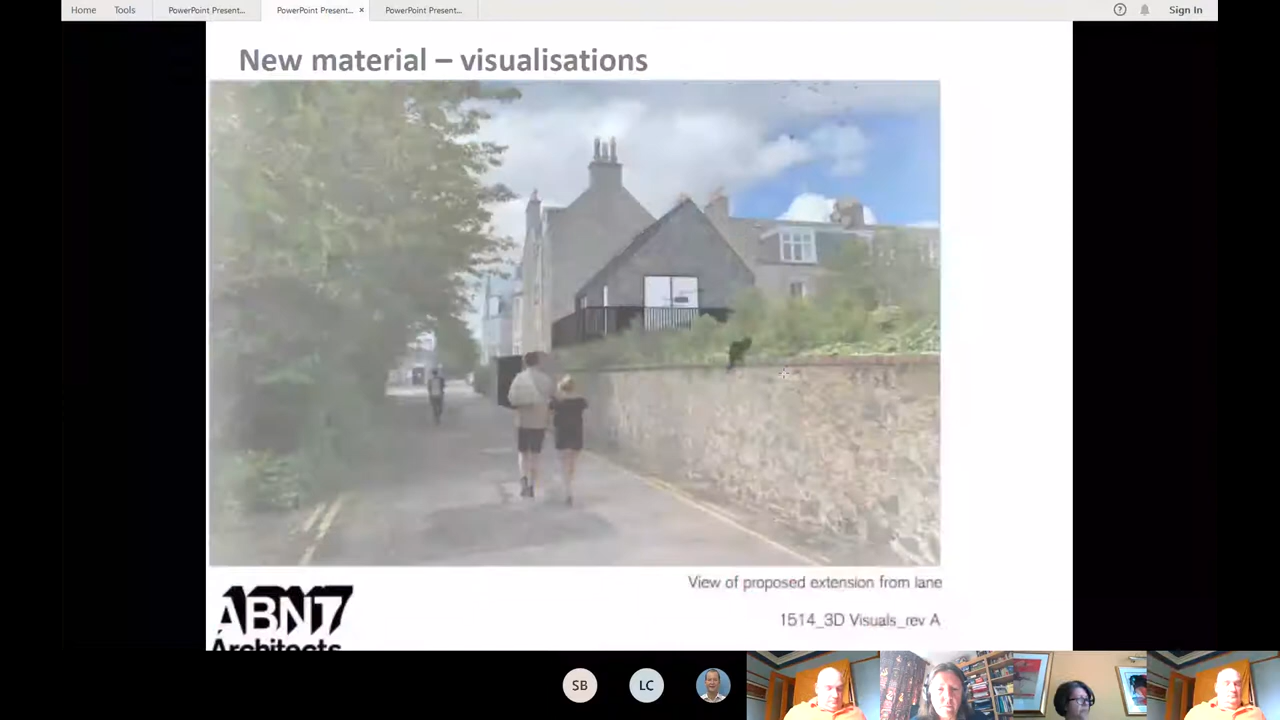 Home Tools PowerPoint Present... PowerPoint Present... × PowerPoint Present... Sign In
New material – visualisations
View of proposed extension from lane
1514_3D Visuals_rev A
ABN7
Architects
SB LC